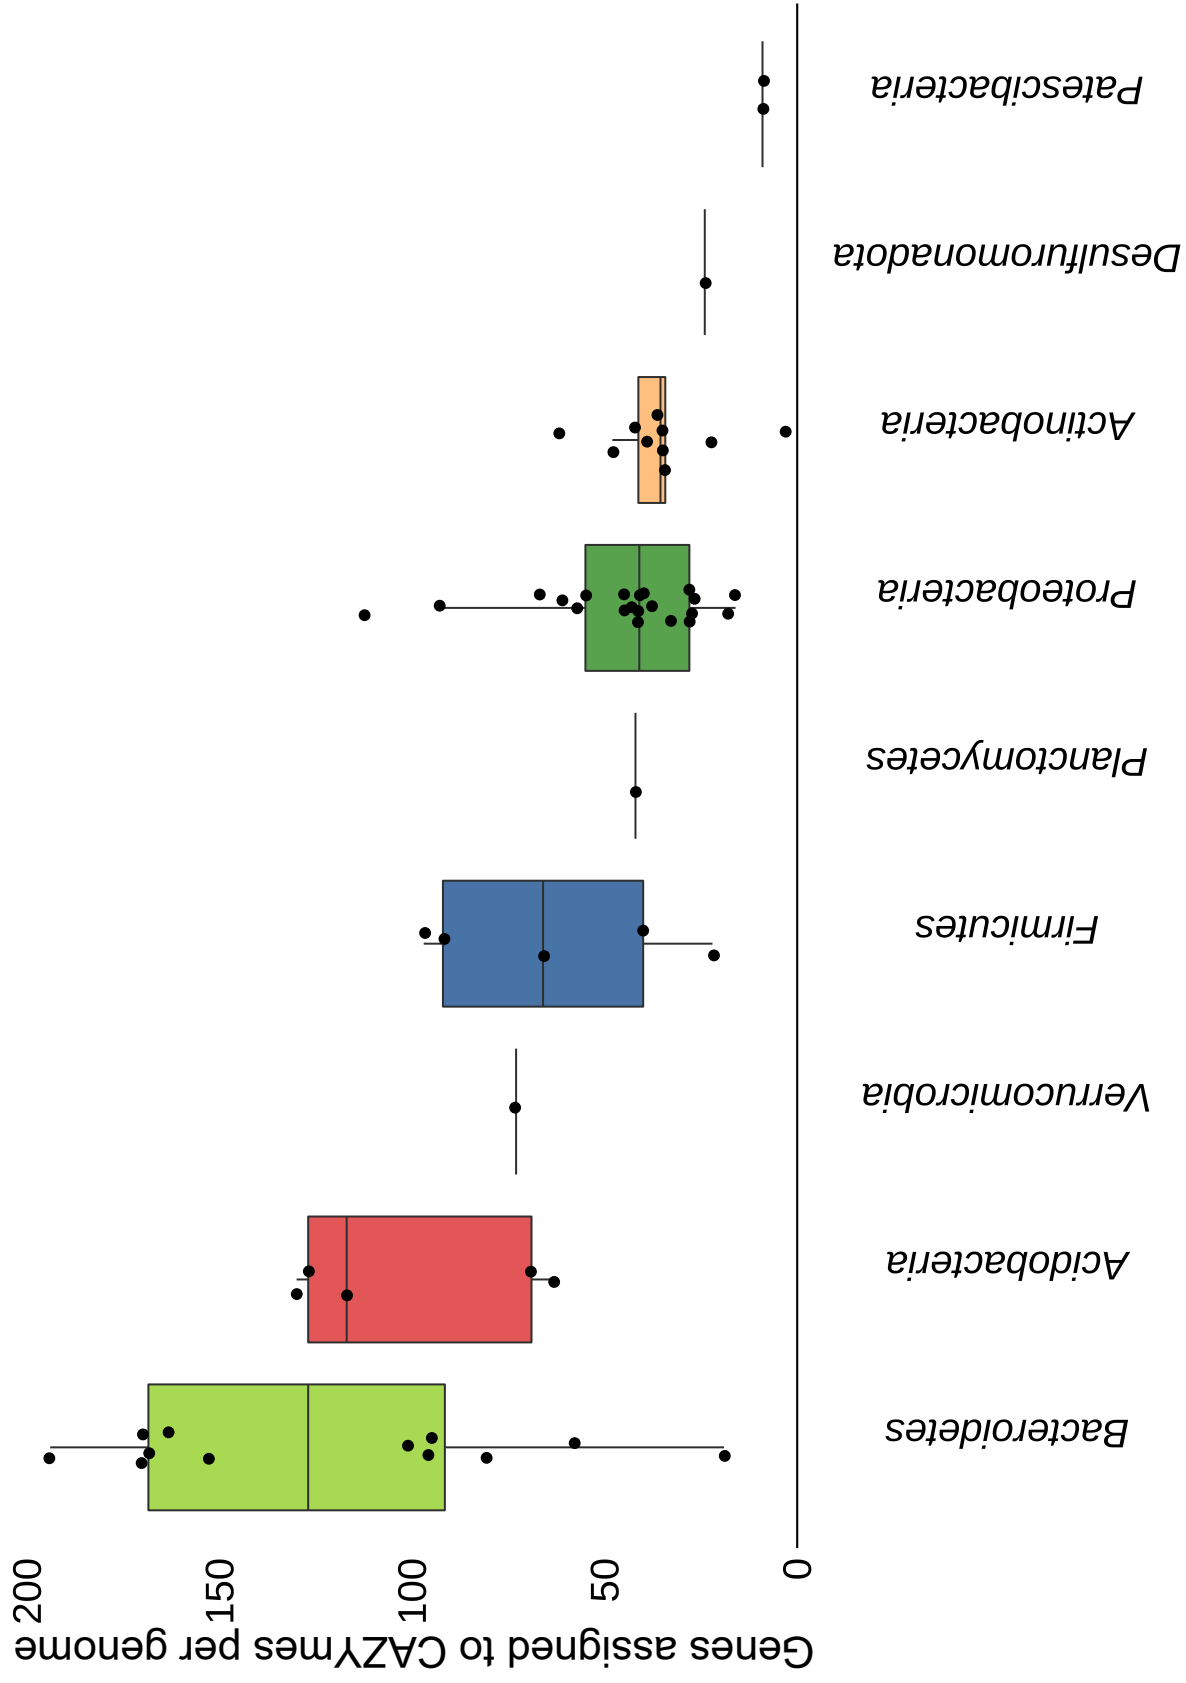 Genes assigned to CAZYmes per genome
0
50
100
150
200
Bacteroidetes
Acidobacteria
Verrucomicrobia
Firmicutes
Planctomycetes
Proteobacteria
Actinobacteria
Desulfuromonadota
Patescibacteria